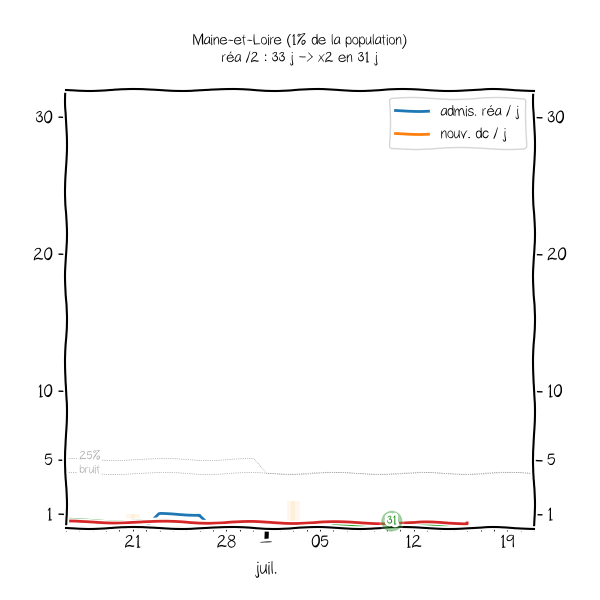 Maine-et-Loire (1% de la population)
réa /2 : 33 j -> x2 en 31 j
admis. réa / j
nouv. dc / j
30
30
20
20
10
10
5
25%
5
bruit
1
31
1
21
28
05
12
19
juil.